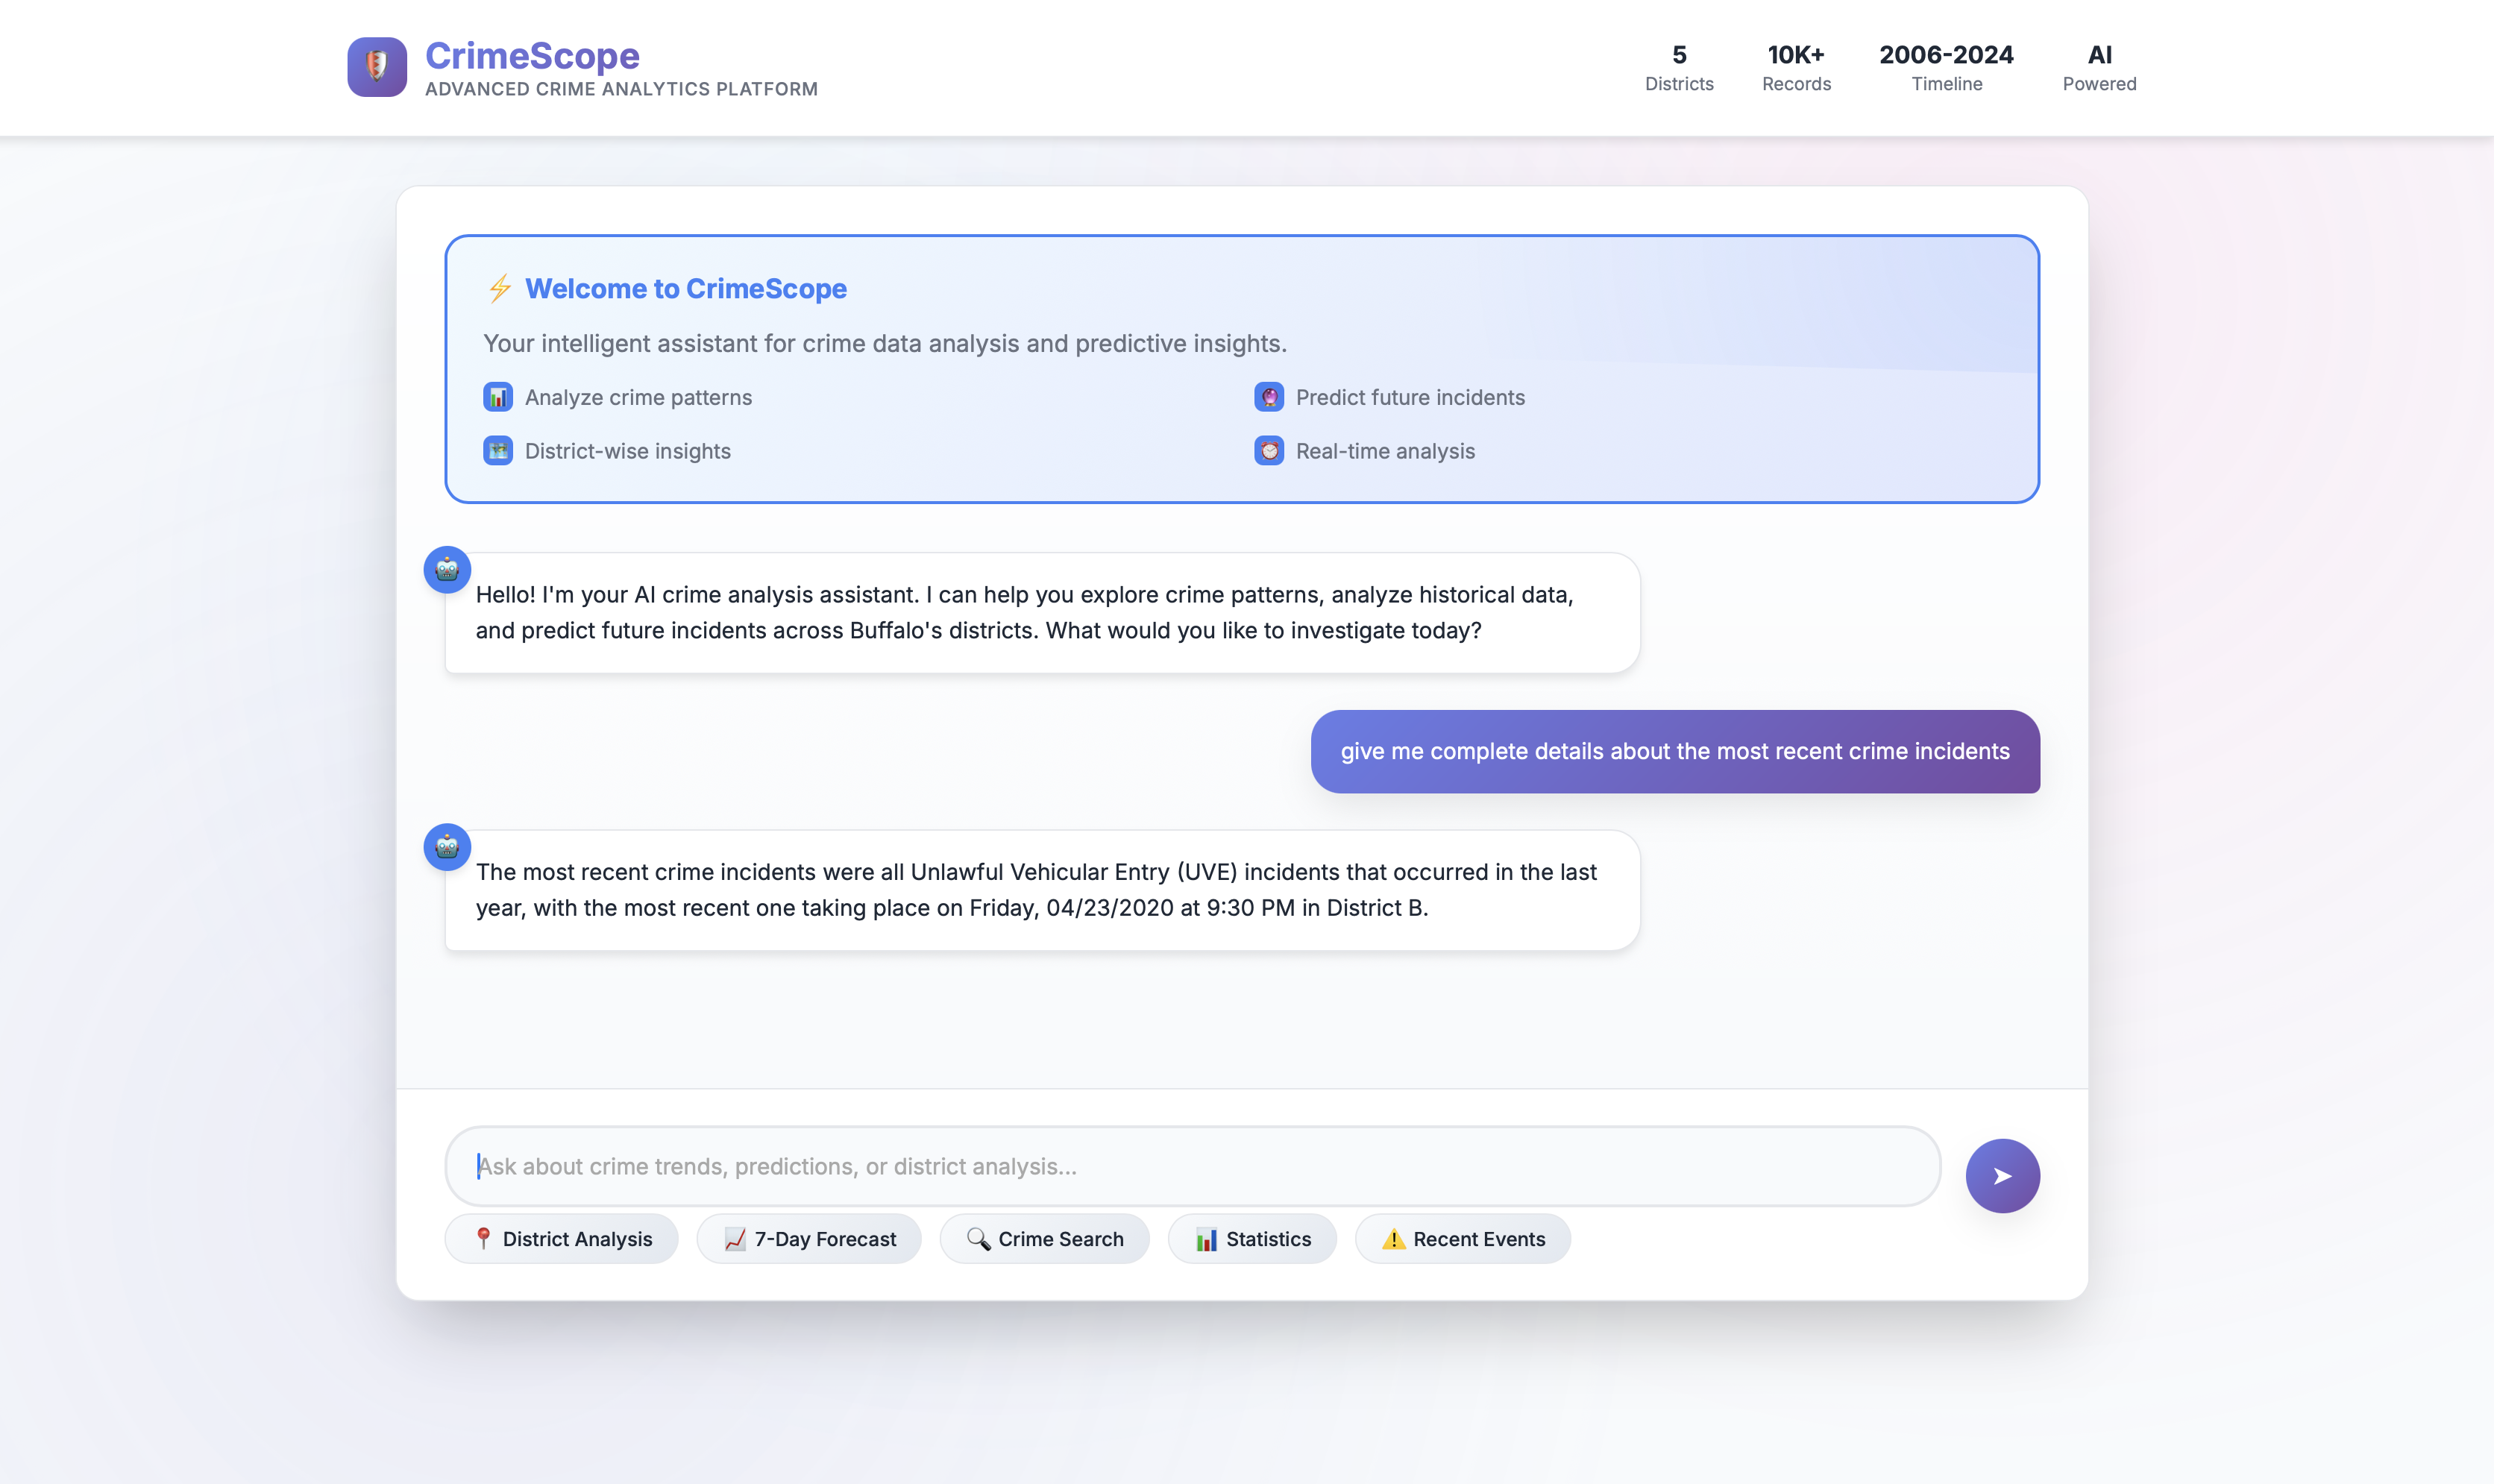 CrimeScope
ADVANCED CRIME ANALYTICS PLATFORM
5
Districts
10K+
Records
2006-2024
Timeline
AI
Powered
Welcome to CrimeScope
Your intelligent assistant for crime data analysis and predictive insights.
Analyze crime patterns
Predict future incidents
District-wise insights
Real-time analysis
Hello! I'm your AI crime analysis assistant. I can help you explore crime patterns, analyze historical data,
and predict future incidents across Buffalo's districts. What would you like to investigate today?
give me complete details about the most recent crime incidents
The most recent crime incidents were all Unlawful Vehicular Entry (UVE) incidents that occurred in the last
year, with the most recent one taking place on Friday, 04/23/2020 at 9:30 PM in District B.
Ask about crime trends, predictions, or district analysis...
District Analysis
7-Day Forecast
Crime Search
Statistics
Recent Events